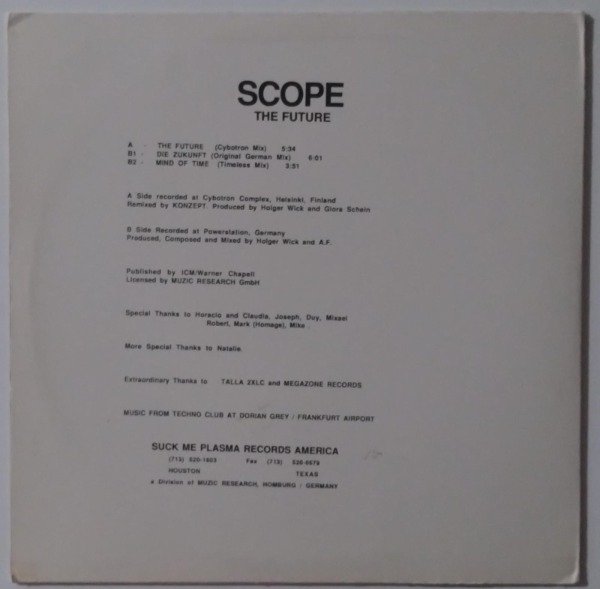 SCOPE
THE FUTURE
A - THE FUTURE (Cybotron Mix) 5:34
B1 - DIE ZUKUNFT (Original German Mix) 6:01
B2 - MIND OF TIME (Timeless Mix) 3:51
A Side recorded at Cybotron Complex, Helsinki, Finland
Remixed by KONZEPT. Produced by Holger Wick and Glora Schein
B Side Recorded at Powerstation, Germany
Produced, Composed and Mixed by Holger Wick and A.F.
Published by ICM/Warner Chapell
Licensed by MUZIC RESEARCH GmbH
Special Thanks to Horacio and Claudia, Joseph, Duy, Mixael
Robert, Mark (Homage), Mike
More Special Thanks to Natalie.
Extraordinary Thanks to TALLA 2XLC and MEGAZONE RECORDS
MUSIC FROM TECHNO CLUB AT DORIAN GREY / FRANKFURT AIRPORT
SUCK ME PLASMA RECORDS AMERICA
(713) 520-1603 Fax (713) 526-6679
HOUSTON TEXAS
a Division of MUZIC RESEARCH, HOMBURG / GERMANY